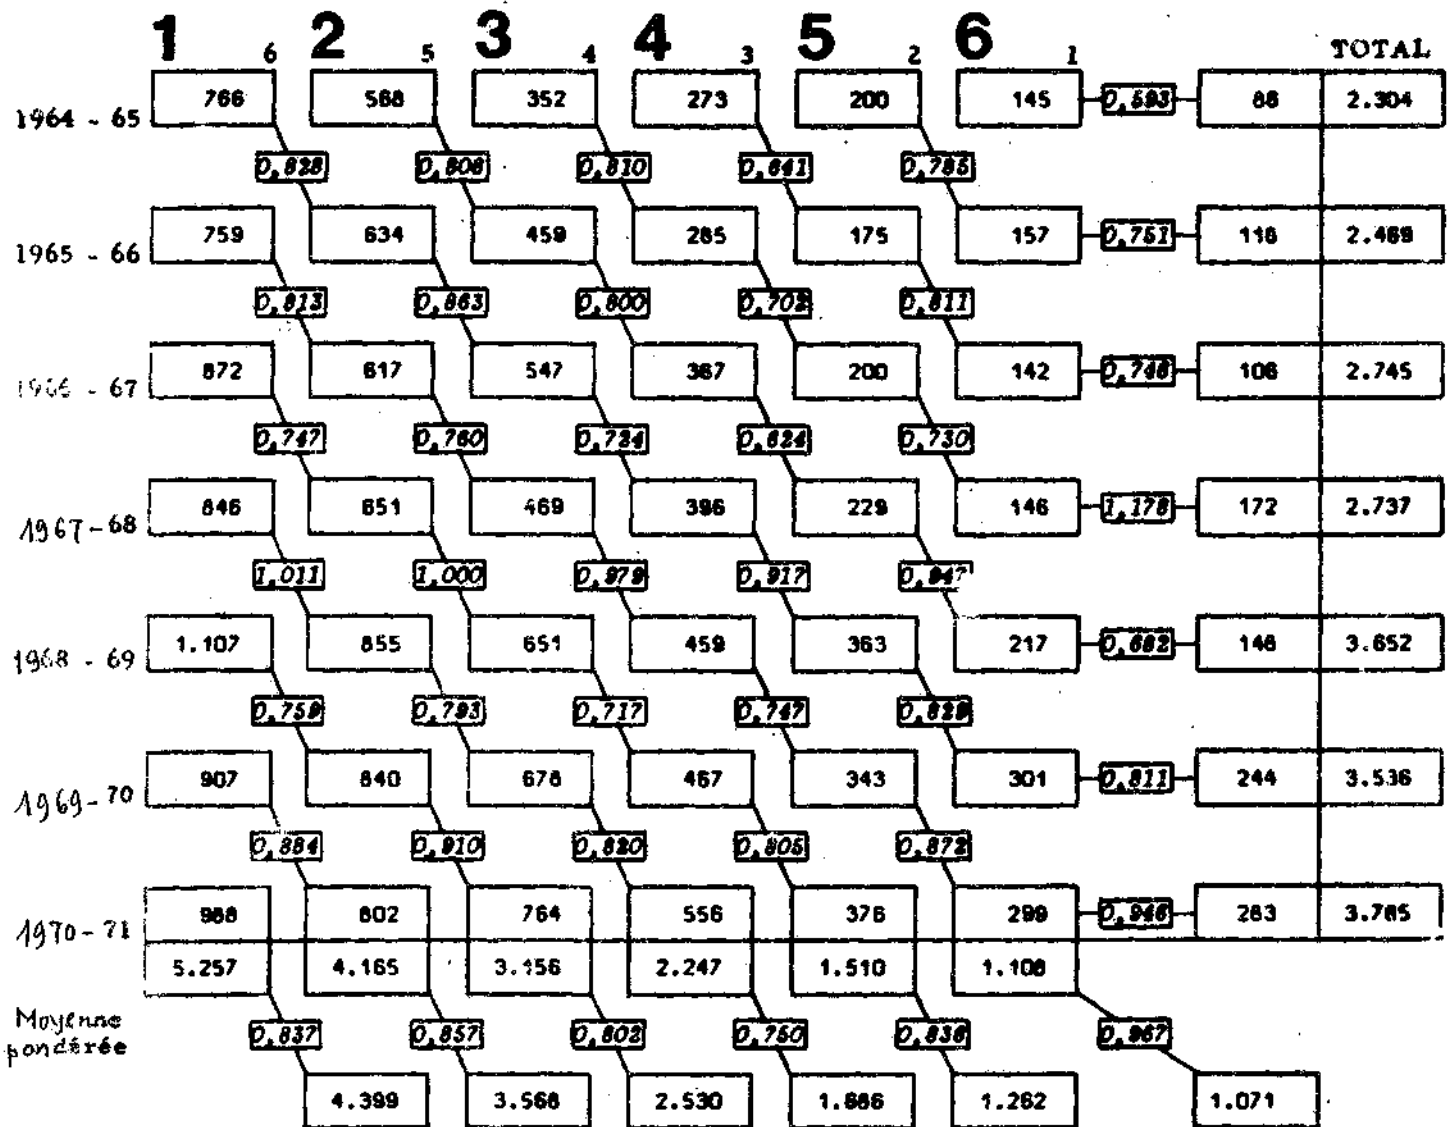 1 2 3 4 5 6
6 5 4 3 2 1 TOTAL
1964 - 65 766 568 352 273 200 145 0,593 86 2.304
0,828 0,808 0,810 0,641 0,785
1965 - 66 759 634 459 285 175 157 0,751 118 2.469
0,813 0,863 0,800 0,702 0,811
1966 - 67 872 617 547 367 200 142 0,746 106 2.745
0,747 0,760 0,724 0,624 0,730
1967 - 68 846 651 469 396 229 146 1,178 172 2.737
1,011 1,000 0,979 0,917 0,947
1968 - 69 1.107 855 651 459 363 217 0,682 148 3.652
0,759 0,793 0,717 0,747 0,829
1969 - 70 907 840 678 467 343 301 0,811 244 3.536
0,884 0,910 0,820 0,805 0,872
1970 - 71 988 802 764 556 376 299 0,946 283 3.785
5.257 4.165 3.156 2.247 1.510 1.108
Moyenne
pondérée
0,837 0,857 0,802 0,750 0,836 0,967
4.399 3.568 2.530 1.686 1.262 1.071